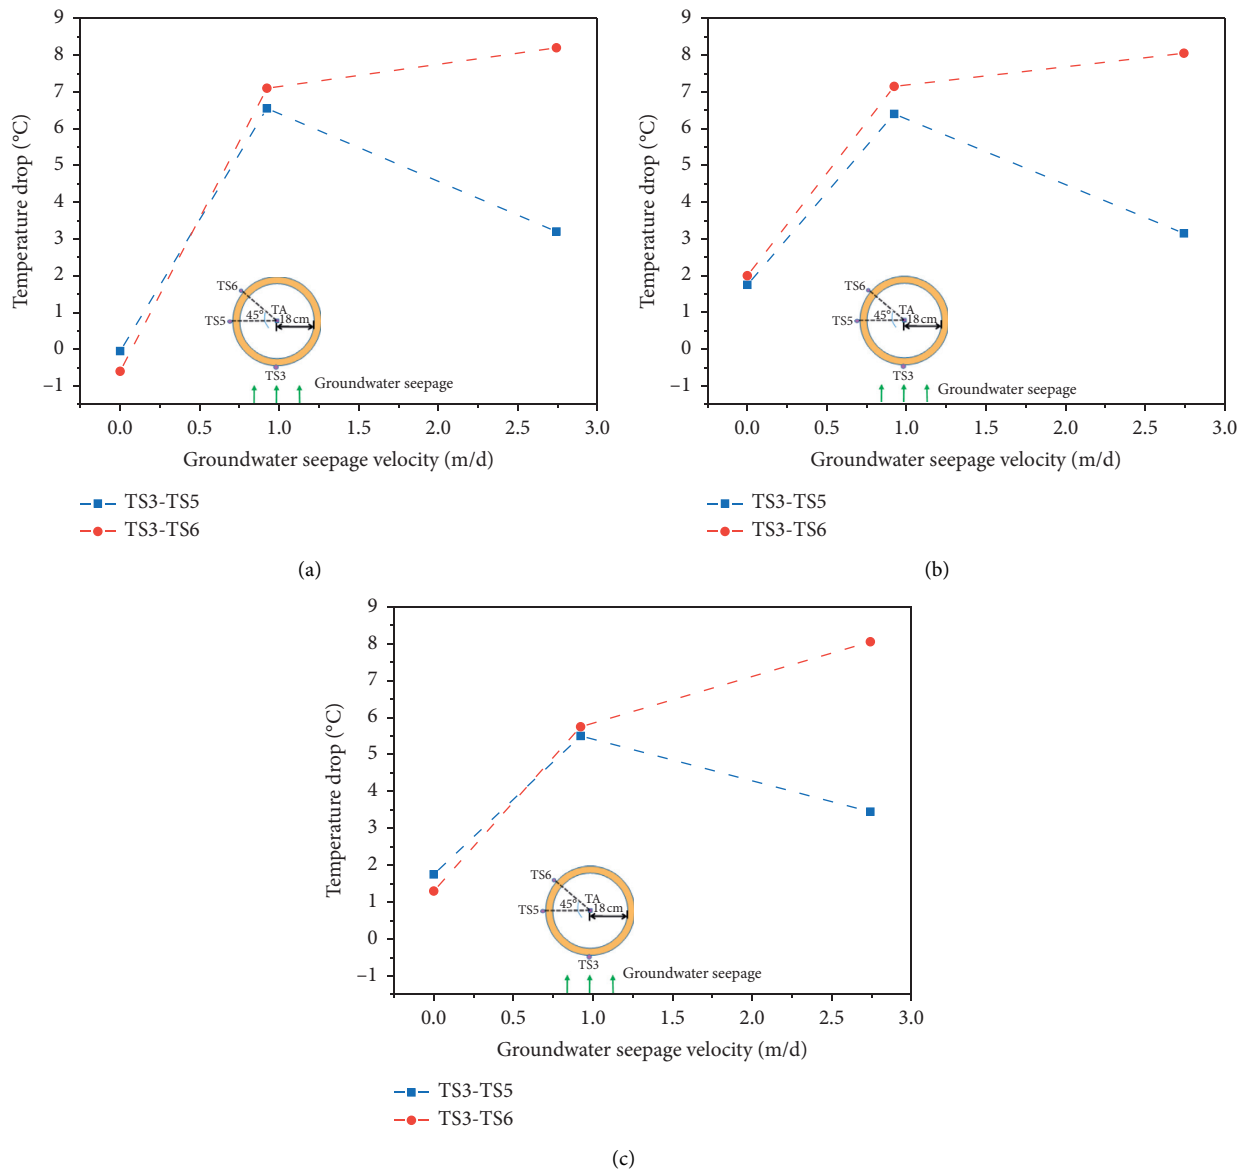 9
8
7
6
5
4
3
2
1
0
–1
Temperature drop (°C)
TS6
TS5
45°
TA
18 cm
TS3
Groundwater seepage
0.0 0.5 1.0 1.5 2.0 2.5 3.0
Groundwater seepage velocity (m/d)
TS3-TS5
TS3-TS6
(a)
9
8
7
6
5
4
3
2
1
0
–1
Temperature drop (°C)
TS6
TS5
45°
TA
18 cm
TS3
Groundwater seepage
0.0 0.5 1.0 1.5 2.0 2.5 3.0
Groundwater seepage velocity (m/d)
TS3-TS5
TS3-TS6
(b)
9
8
7
6
5
4
3
2
1
0
–1
Temperature drop (°C)
TS6
TS5
45°
TA
18 cm
TS3
Groundwater seepage
0.0 0.5 1.0 1.5 2.0 2.5 3.0
Groundwater seepage velocity (m/d)
TS3-TS5
TS3-TS6
(c)